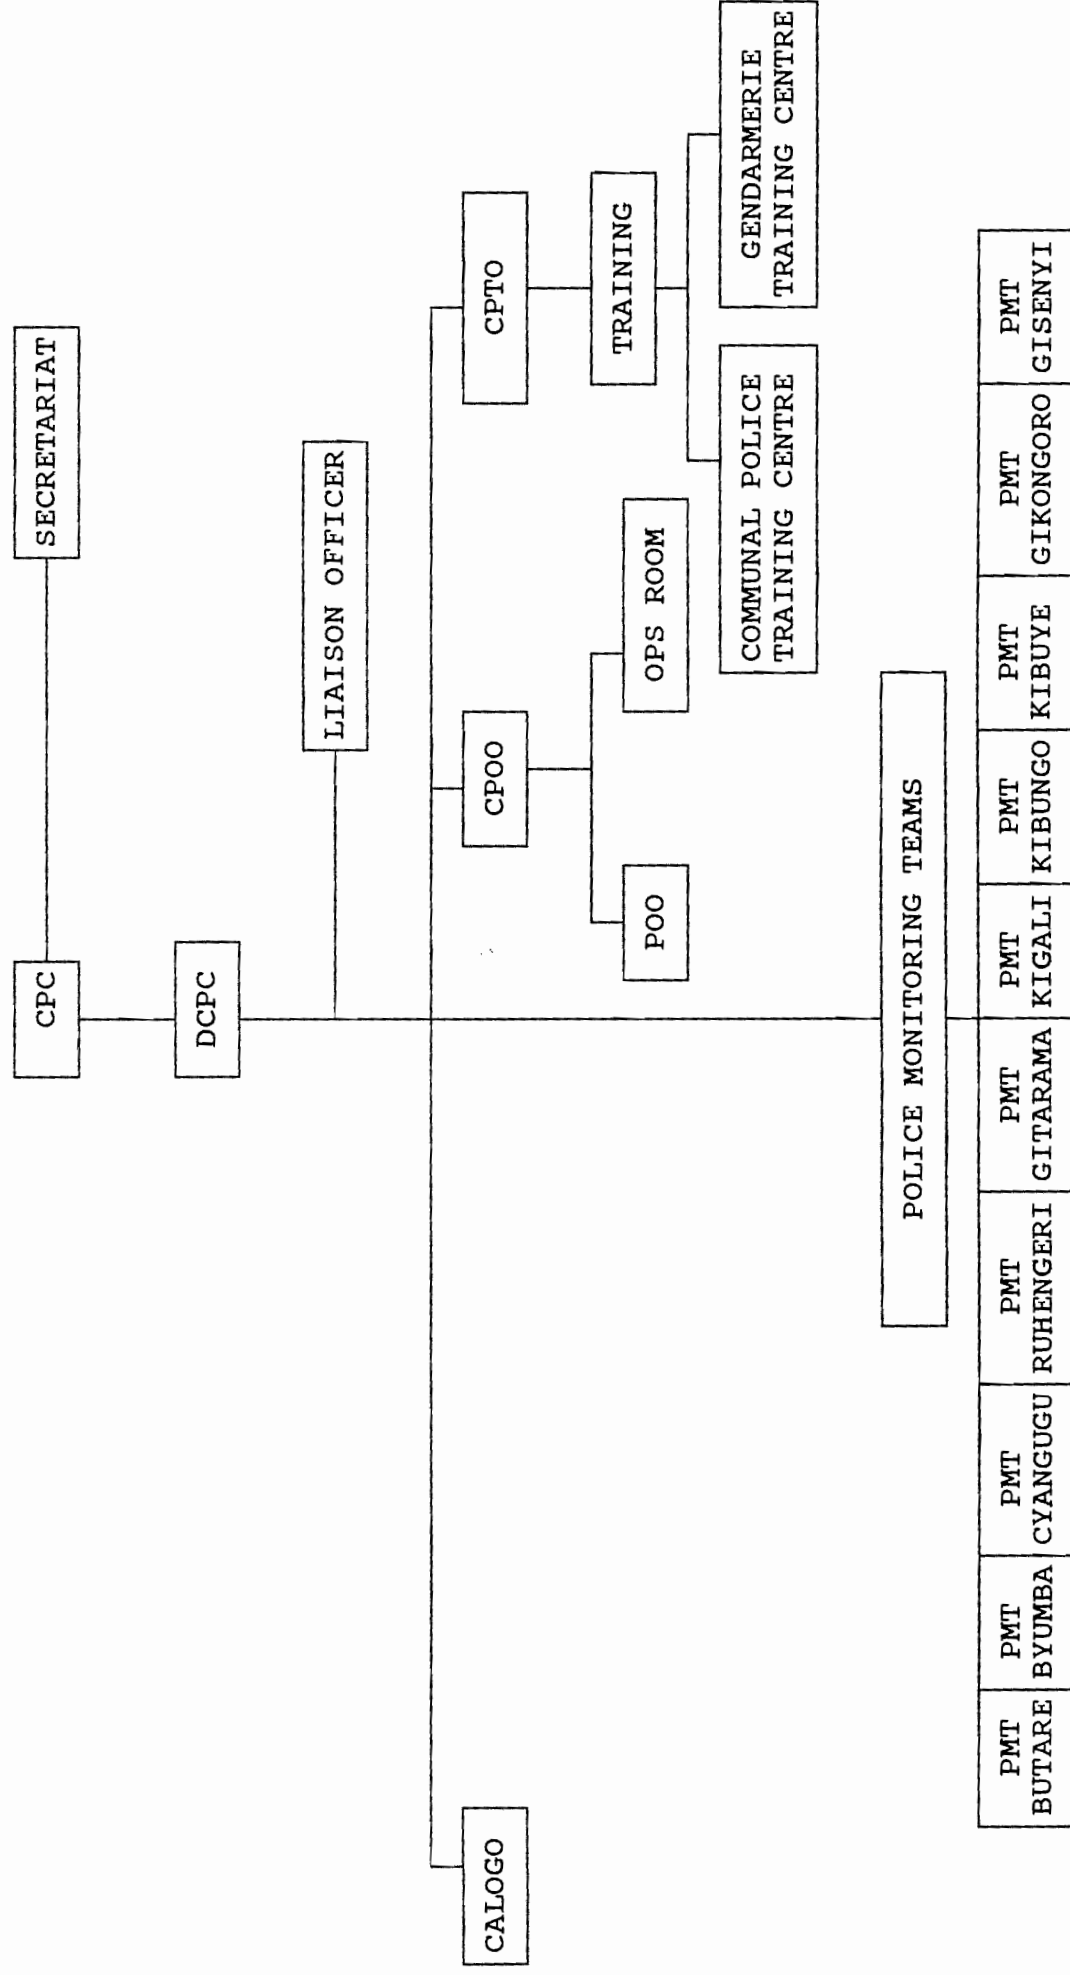 CPC
SECRETARIAT
DCPC
LIAISON OFFICER
CALOGO
CPOO
CPTO
POO
OPS ROOM
TRAINING
COMMUNAL POLICE
TRAINING CENTRE
GENDARMERIE
TRAINING CENTRE
POLICE MONITORING TEAMS
PMT
BUTARE
PMT
BYUMBA
PMT
CYANGUGU
PMT
RUHENGERI
PMT
GITARAMA
PMT
KIGALI
PMT
KIBUNGO
PMT
KIBUYE
PMT
GIKONGORO
PMT
GISENYI